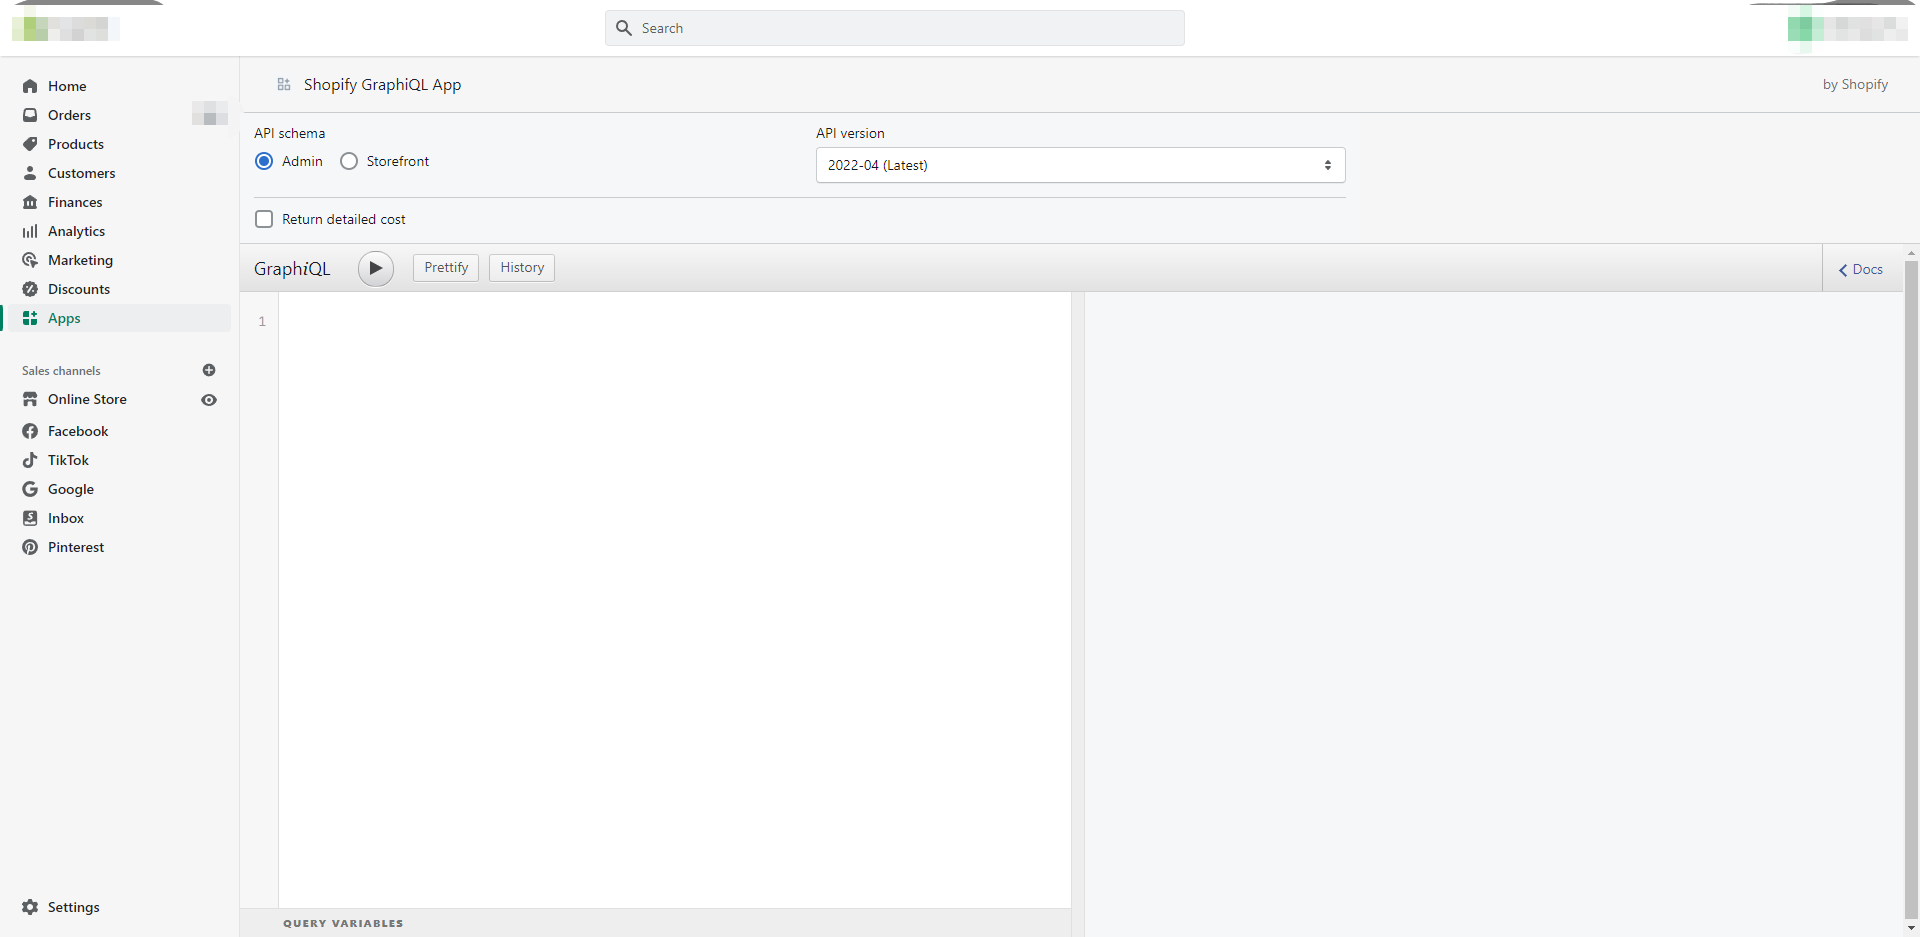 Search
Home
Orders
Products
Customers
Finances
Analytics
Marketing
Discounts
Apps
Sales channels
Online Store
Facebook
TikTok
Google
Inbox
Pinterest
Settings
Shopify GraphiQL App
by Shopify
API schema
Admin Storefront
API version
2022-04 (Latest)
Return detailed cost
GraphiQL
Prettify
History
Docs
1
QUERY VARIABLES